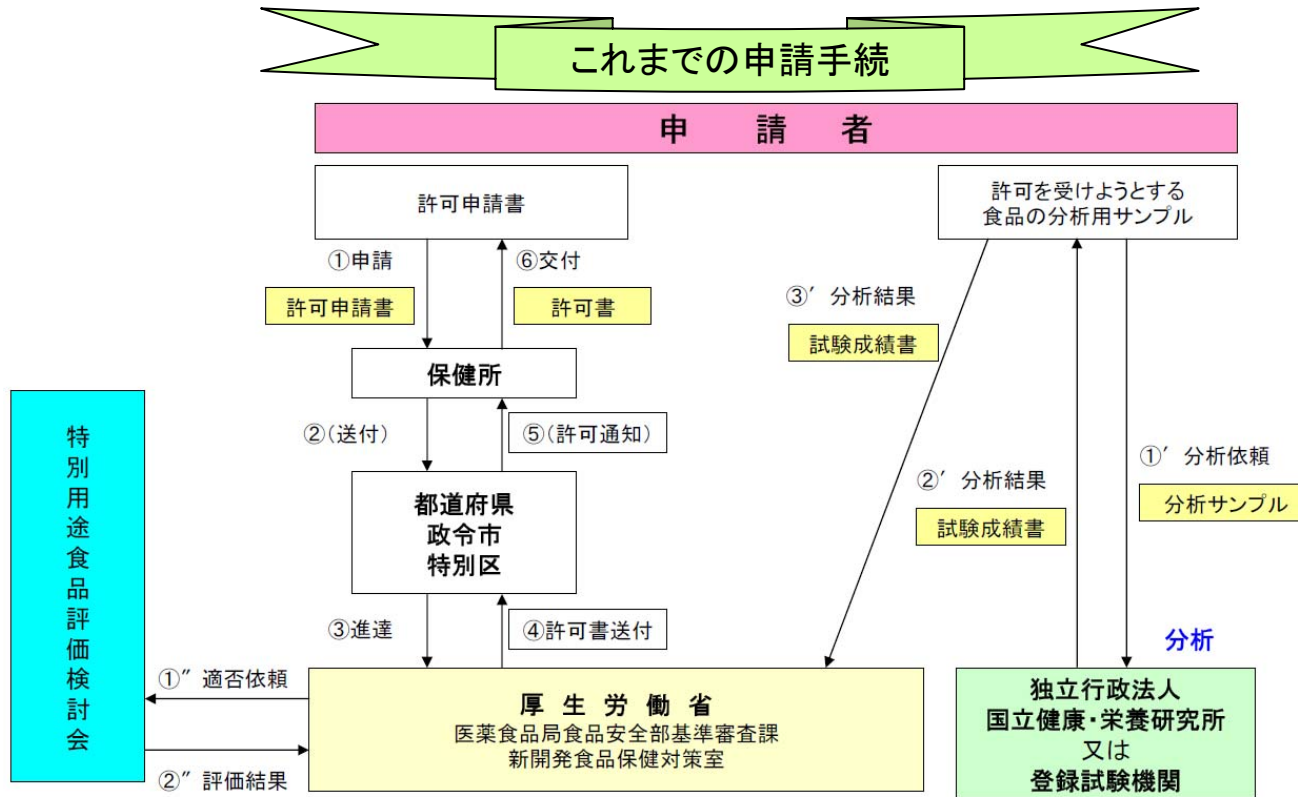 これまでの申請手続
申請者
許可申請書
許可を受けようとする
食品の分析用サンプル
①申請
⑥交付
許可申請書
許可書
③′ 分析結果
試験成績書
保健所
②(送付)
⑤(許可通知)
都道府県
政令市
特別区
②′ 分析結果
試験成績書
①′ 分析依頼
分析サンプル
特別用途食品評価検討会
③進達
④許可書送付
分析
①″ 適否依頼
②″ 評価結果
厚生労働省
医薬食品局食品安全部基準審査課
新開発食品保健対策室
独立行政法人
国立健康・栄養研究所
又は
登録試験機関